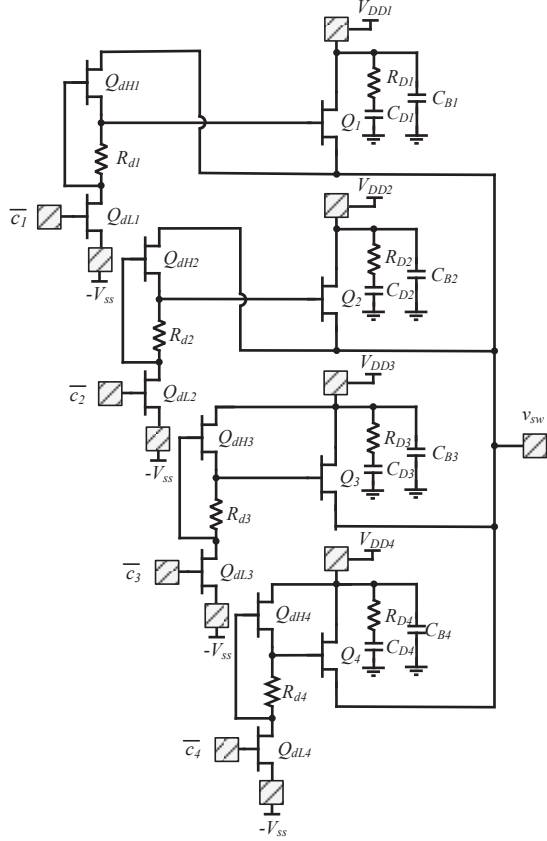 V_DD1
Q_dH1
R_D1
C_B1
Q_1
C_D1
R_d1
c_1
Q_dL1
V_DD2
-V_ss
Q_dH2
R_D2
C_B2
Q_2
C_D2
R_d2
V_DD3
c_2
Q_dL2
v_sw
Q_dH3
R_D3
C_B3
-V_ss
Q_3
C_D3
R_d3
V_DD4
c_3
Q_dL3
Q_dH4
R_D4
C_B4
-V_ss
Q_4
C_D4
R_d4
c_4
Q_dL4
-V_ss